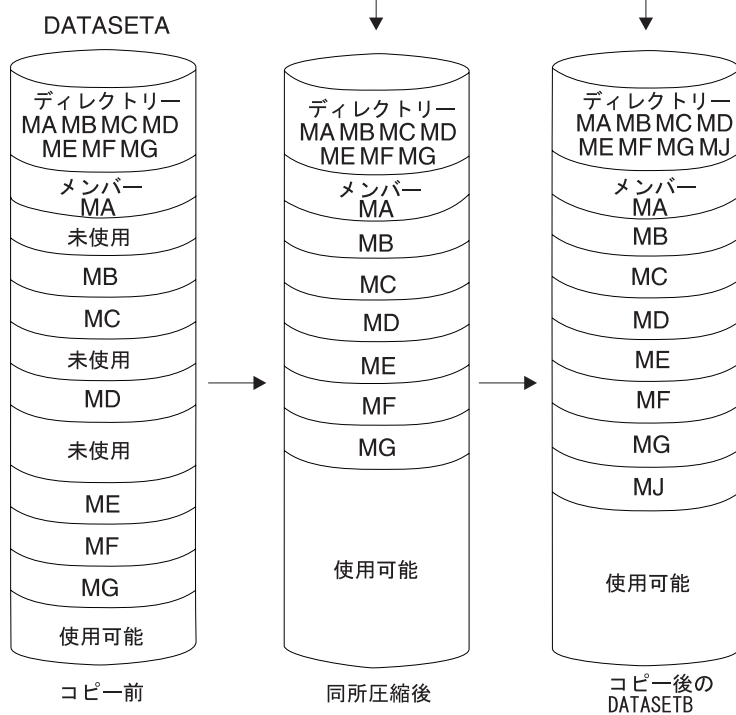 DATASETA
ディレクトリー
MA MB MC MD
ME MF MG
メンバー
MA
未使用
MB
MC
未使用
MD
未使用
ME
MF
MG
使用可能
コピー前
ディレクトリー
MA MB MC MD
ME MF MG
メンバー
MA
MB
MC
MD
ME
MF
MG
使用可能
同所圧縮後
ディレクトリー
MA MB MC MD
ME MF MG MJ
メンバー
MA
MB
MC
MD
ME
MF
MG
MJ
使用可能
コピー後の
DATASETB